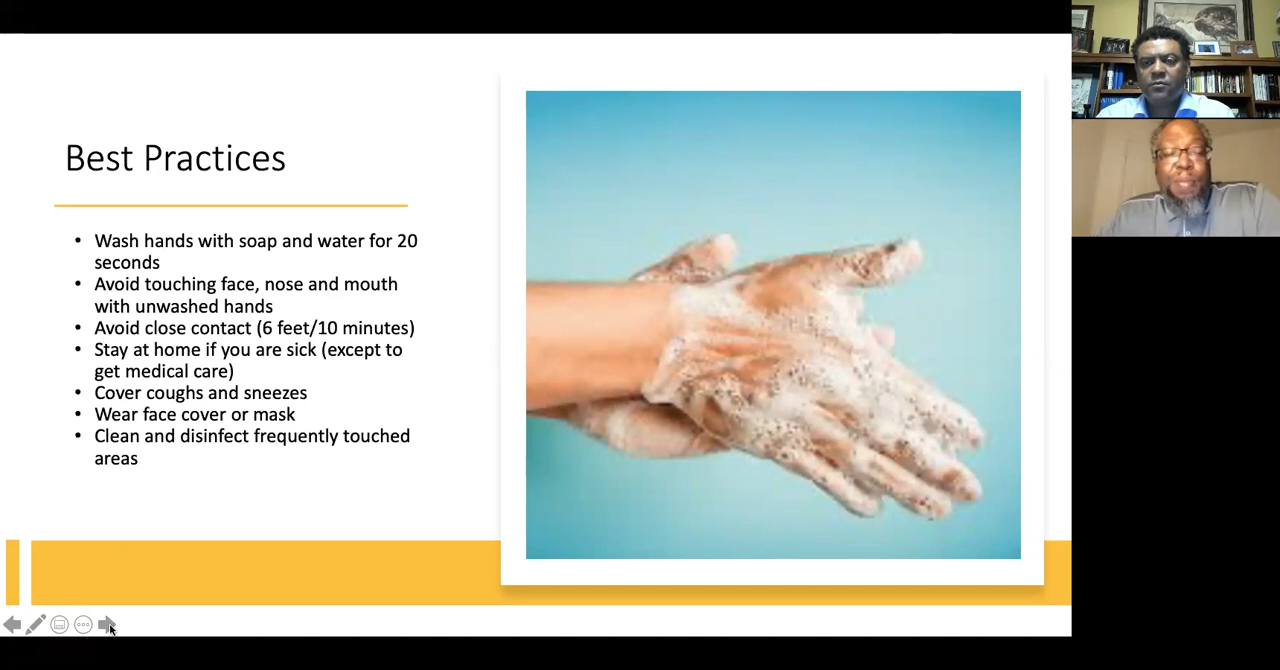 Best Practices
• Wash hands with soap and water for 20
seconds
• Avoid touching face, nose and mouth
with unwashed hands
• Avoid close contact (6 feet/10 minutes)
• Stay at home if you are sick (except to
get medical care)
• Cover coughs and sneezes
• Wear face cover or mask
• Clean and disinfect frequently touched
areas